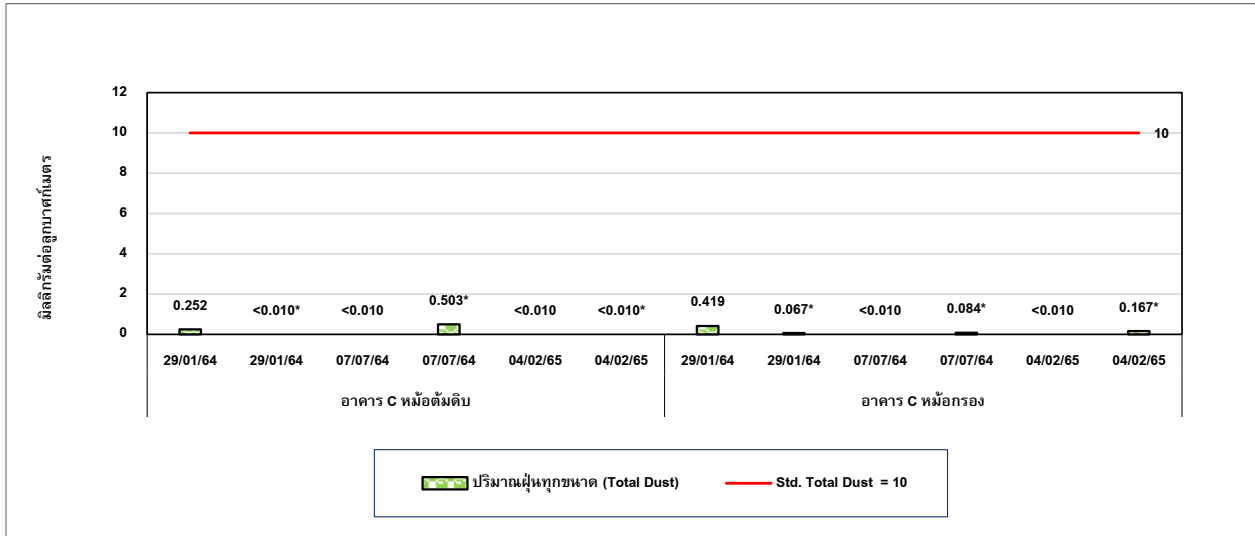 12
10
8
6
4
2
0
มิลลิกรัมต่อลูกบาศก์เมตร
10
0.252 <0.010* <0.010 0.503* <0.010 <0.010* 0.419 0.067* <0.010 0.084* <0.010 0.167*
29/01/64 29/01/64 07/07/64 07/07/64 04/02/65 04/02/65 29/01/64 29/01/64 07/07/64 07/07/64 04/02/65 04/02/65
อาคาร C หม้อต้มดิบ อาคาร C หม้อกรอง
ปริมาณฝุ่นทุกขนาด (Total Dust) Std. Total Dust = 10